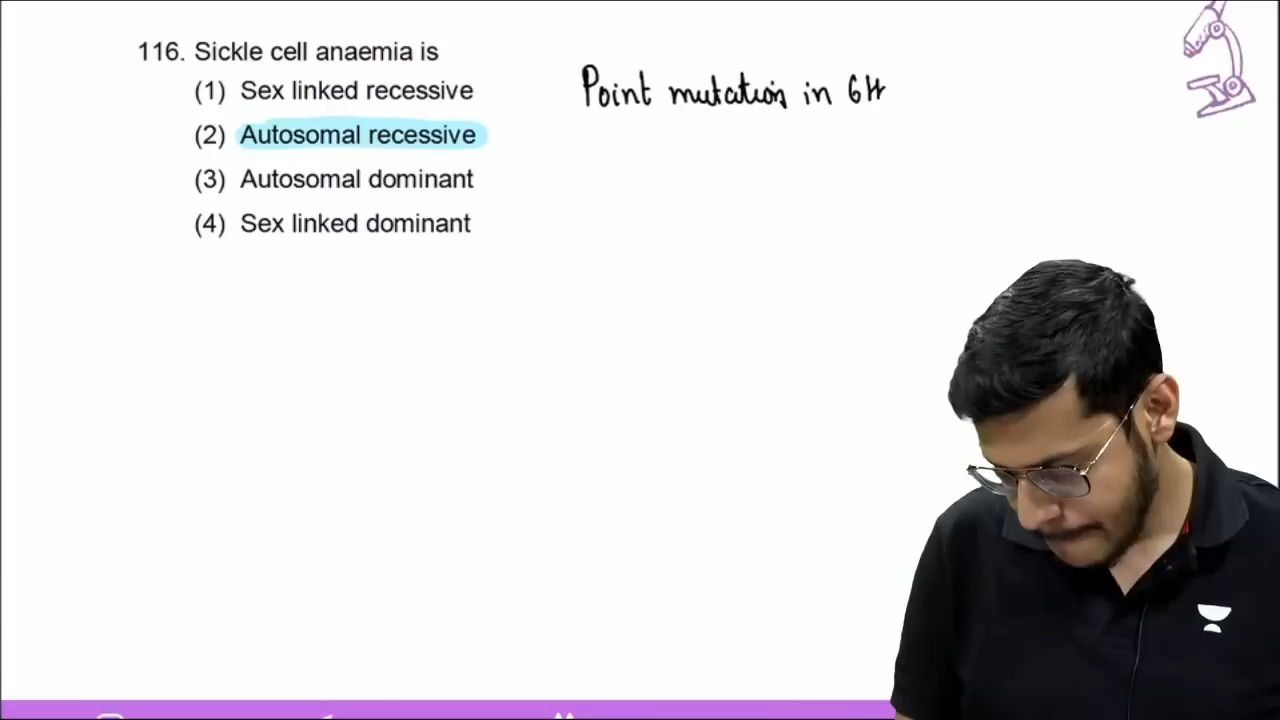 116. Sickle cell anaemia is
(1) Sex linked recessive
Point mutation in 6H
(2) Autosomal recessive
(3) Autosomal dominant
(4) Sex linked dominant